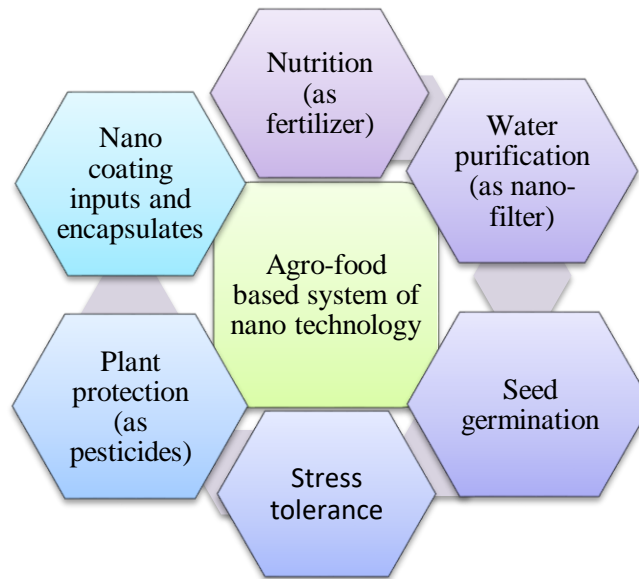 Nutrition
(as
fertilizer)
Water
purification
(as nano-
filter)
Seed
germination
Stress
tolerance
Plant
protection
(as
pesticides)
Nano
coating
inputs and
encapsulates
Agro-food
based system of
nano technology